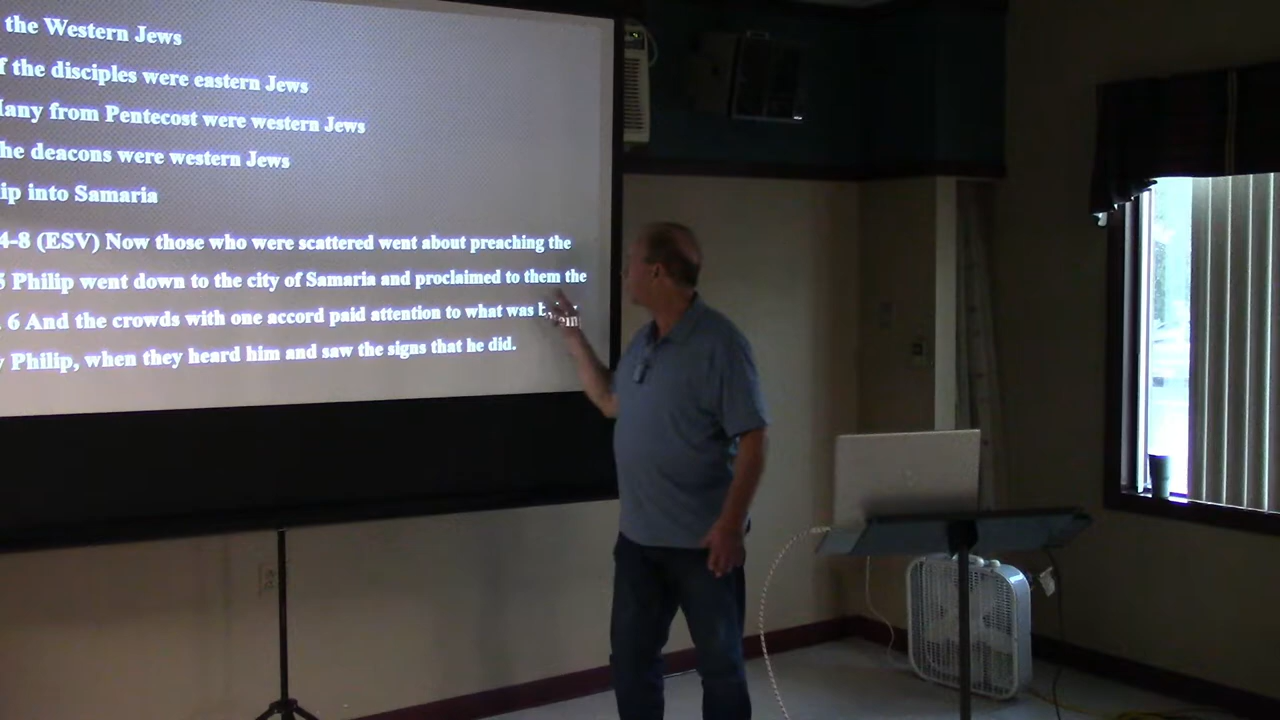 the Western Jews
f the disciples were eastern Jews
any from Pentecost were western Jews
he deacons were western Jews
ip into Samaria
4-8 (ESV) Now those who were scattered went about preaching the
5 Philip went down to the city of Samaria and proclaimed to them the
6 And the crowds with one accord paid attention to what was
y Philip, when they heard him and saw the signs that he did.